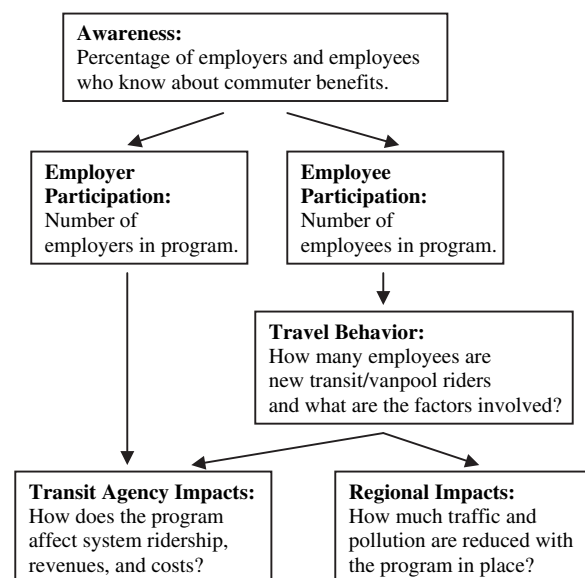 Awareness:
Percentage of employers and employees
who know about commuter benefits.
Employer
Participation:
Number of
employers in program.
Employee
Participation:
Number of
employees in program.
Travel Behavior:
How many employees are
new transit/vanpool riders
and what are the factors involved?
Transit Agency Impacts:
How does the program
affect system ridership,
revenues, and costs?
Regional Impacts:
How much traffic and
pollution are reduced with
the program in place?